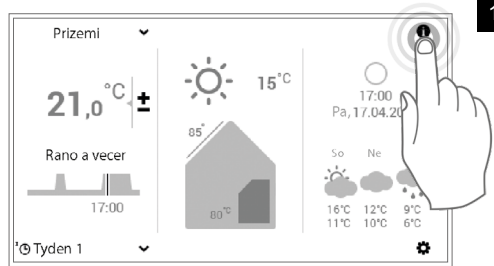 Prizemi
21,0°C ±
Rano a vecer
17:00
³ Tyden 1
15°C
85°
80°C
17:00
Pa, 17.04.20
So Ne
16°C 12°C 9°C
11°C 10°C 6°C
i